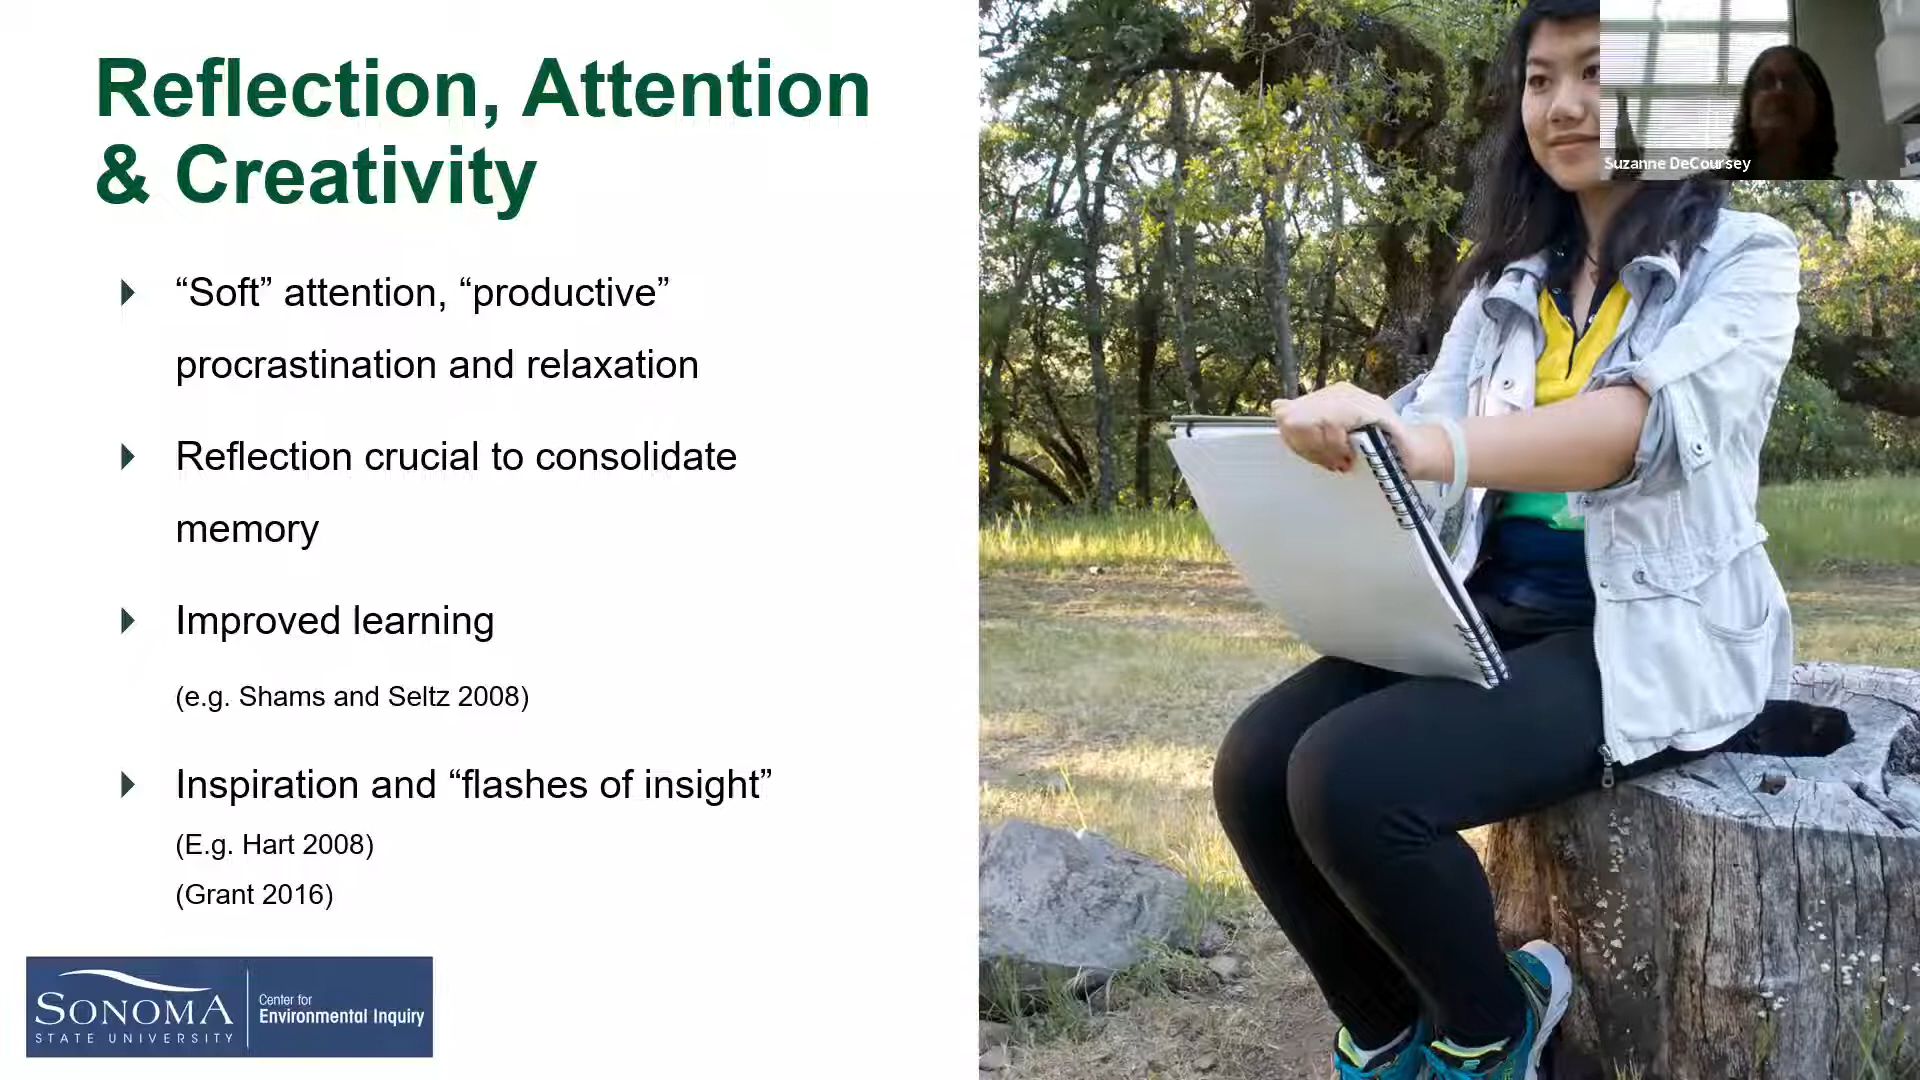 Reflection, Attention
& Creativity
“Soft” attention, “productive”
procrastination and relaxation
Reflection crucial to consolidate
memory
Improved learning
(e.g. Shams and Seltz 2008)
Inspiration and “flashes of insight”
(E.g. Hart 2008)
(Grant 2016)
SONOMA
STATE UNIVERSITY
Center for
Environmental Inquiry
Suzanne DeCoursey